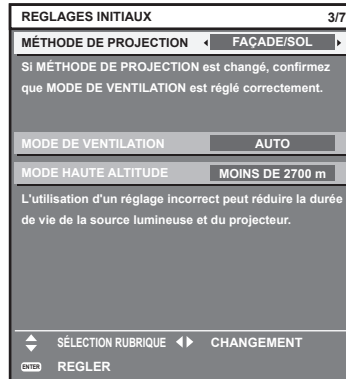 REGLAGES INITIAUX 3/7
MÉTHODE DE PROJECTION FAÇADE/SOL
Si MÉTHODE DE PROJECTION est changé, confirmez
que MODE DE VENTILATION est réglé correctement.
MODE DE VENTILATION AUTO
MODE HAUTE ALTITUDE MOINS DE 2700 m
L'utilisation d'un réglage incorrect peut réduire la durée
de vie de la source lumineuse et du projecteur.
SÉLECTION RUBRIQUE CHANGEMENT
ENTER REGLER